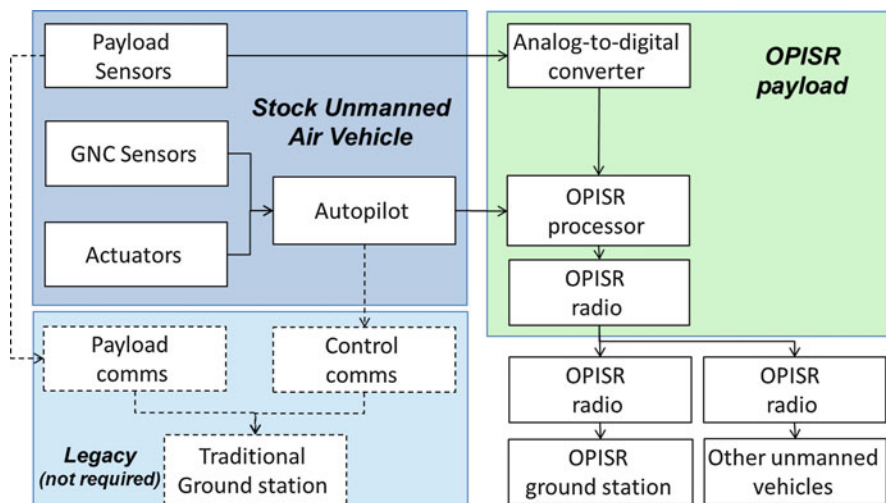 Payload
Sensors
Stock Unmanned
Air Vehicle
GNC Sensors
Autopilot
Actuators
Analog-to-digital
converter
OPISR
payload
OPISR
processor
OPISR
radio
Payload
comms
Control
comms
Legacy
(not required)
Traditional
Ground station
OPISR
radio
OPISR
radio
OPISR
ground station
Other unmanned
vehicles